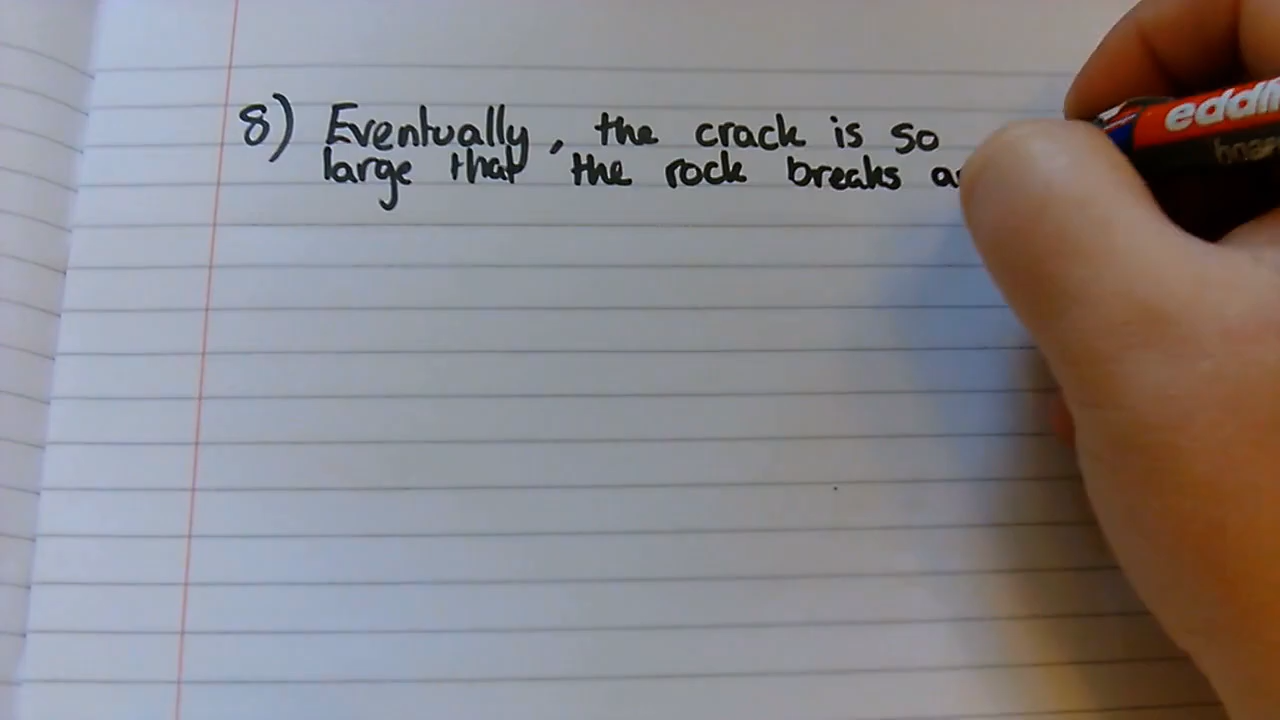 8) Eventually, the crack is so
large that the rock breaks